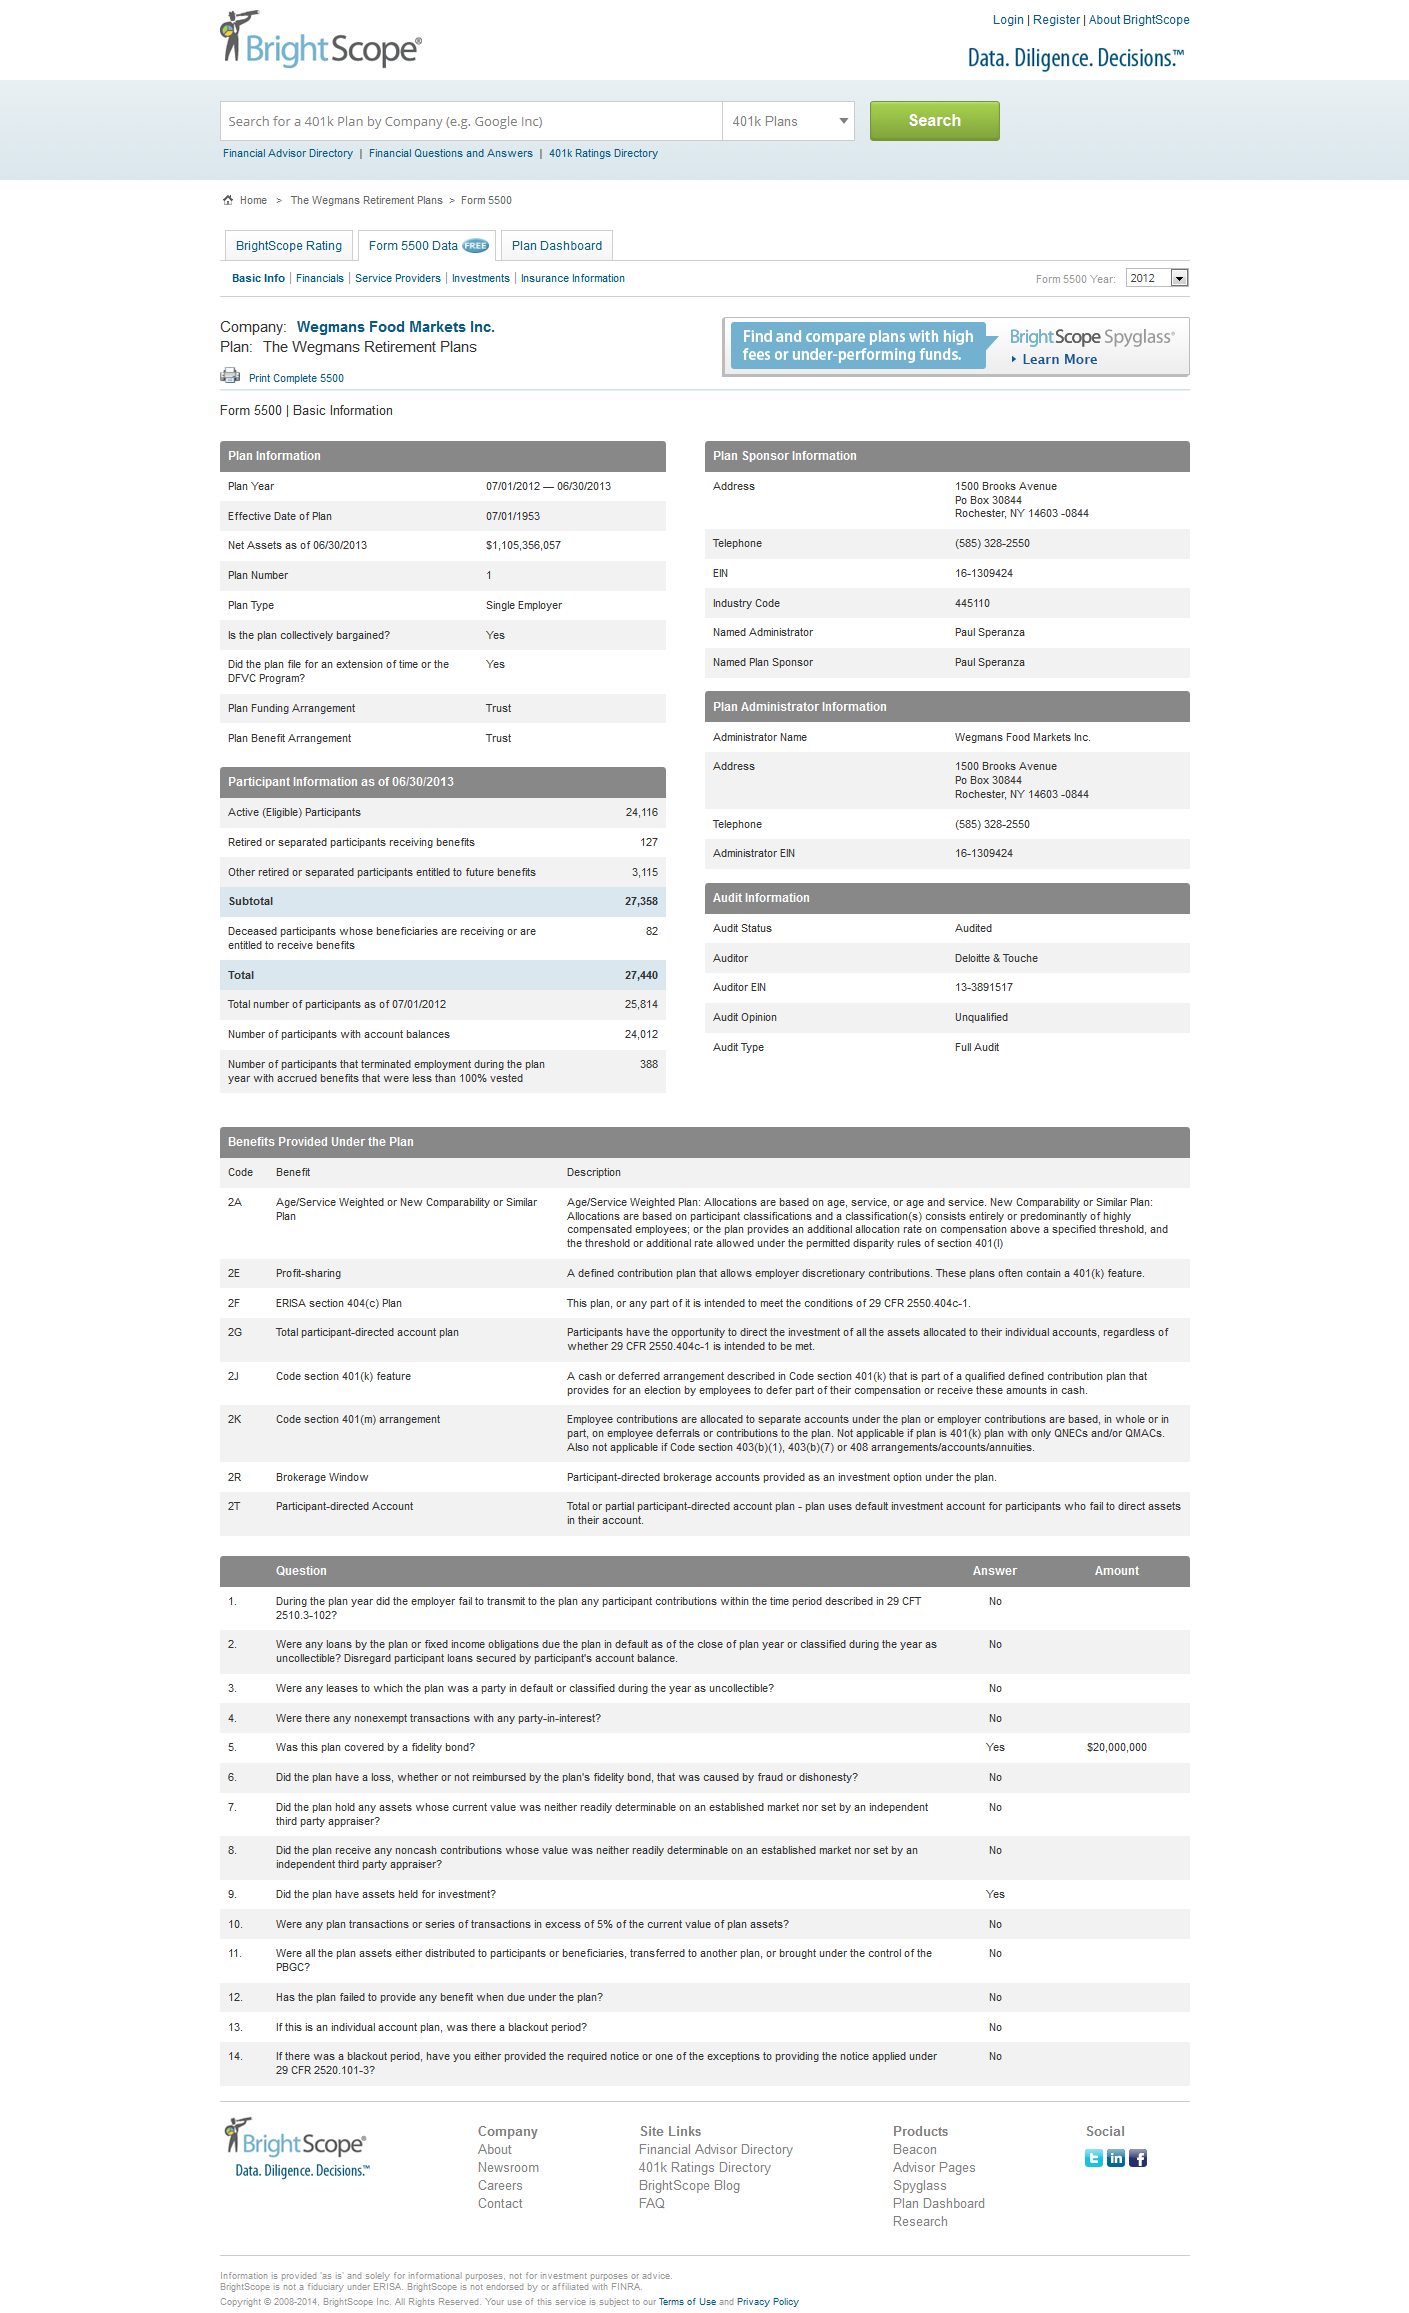 BrightScope®
Login | Register | About BrightScope
Data. Diligence. Decisions.™
Search for a 401k Plan by Company (e.g. Google Inc)
401k Plans
Search
Financial Advisor Directory | Financial Questions and Answers | 401k Ratings Directory
Home > The Wegmans Retirement Plans > Form 5500
BrightScope Rating
Form 5500 Data FREE
Plan Dashboard
Basic Info | Financials | Service Providers | Investments | Insurance Information
Form 5500 Year: 2012
Company: Wegmans Food Markets Inc.
Plan: The Wegmans Retirement Plans
Print Complete 5500
Find and compare plans with high
fees or under-performing funds.
BrightScope Spyglass®
Learn More
Form 5500 | Basic Information
Plan Information
Plan Year 07/01/2012 — 06/30/2013
Effective Date of Plan 07/01/1953
Net Assets as of 06/30/2013 $1,105,356,057
Plan Number 1
Plan Type Single Employer
Is the plan collectively bargained? Yes
Did the plan file for an extension of time or the Yes
DFVC Program?
Plan Funding Arrangement Trust
Plan Benefit Arrangement Trust
Participant Information as of 06/30/2013
Active (Eligible) Participants 24,116
Retired or separated participants receiving benefits 127
Other retired or separated participants entitled to future benefits 3,115
Subtotal 27,358
Deceased participants whose beneficiaries are receiving or are 82
entitled to receive benefits
Total 27,440
Total number of participants as of 07/01/2012 25,814
Number of participants with account balances 24,012
Number of participants that terminated employment during the plan 388
year with accrued benefits that were less than 100% vested
Plan Sponsor Information
Address 1500 Brooks Avenue
Po Box 30844
Rochester, NY 14603 -0844
Telephone (585) 328-2550
EIN 16-1309424
Industry Code 445110
Named Administrator Paul Speranza
Named Plan Sponsor Paul Speranza
Plan Administrator Information
Administrator Name Wegmans Food Markets Inc.
Address 1500 Brooks Avenue
Po Box 30844
Rochester, NY 14603 -0844
Telephone (585) 328-2550
Administrator EIN 16-1309424
Audit Information
Audit Status Audited
Auditor Deloitte & Touche
Auditor EIN 13-3891517
Audit Opinion Unqualified
Audit Type Full Audit
Benefits Provided Under the Plan
Code Benefit Description
2A Age/Service Weighted or New Comparability or Similar Age/Service Weighted Plan: Allocations are based on age, service, or age and service. New Comparability or Similar Plan:
Plan Allocations are based on participant classifications and a classification(s) consists entirely or predominantly of highly
compensated employees; or the plan provides an additional allocation rate on compensation above a specified threshold, and
the threshold or additional rate allowed under the permitted disparity rules of section 401(l)
2E Profit-sharing A defined contribution plan that allows employer discretionary contributions. These plans often contain a 401(k) feature.
2F ERISA section 404(c) Plan This plan, or any part of it is intended to meet the conditions of 29 CFR 2550.404c-1.
2G Total participant-directed account plan Participants have the opportunity to direct the investment of all the assets allocated to their individual accounts, regardless of
whether 29 CFR 2550.404c-1 is intended to be met.
2J Code section 401(k) feature A cash or deferred arrangement described in Code section 401(k) that is part of a qualified defined contribution plan that
provides for an election by employees to defer part of their compensation or receive these amounts in cash.
2K Code section 401(m) arrangement Employee contributions are allocated to separate accounts under the plan or employer contributions are based, in whole or in
part, on employee deferrals or contributions to the plan. Not applicable if plan is 401(k) plan with only QNECs and/or QMACs.
Also not applicable if Code section 403(b)(1), 403(b)(7) or 408 arrangements/accounts/annuities.
2R Brokerage Window Participant-directed brokerage accounts provided as an investment option under the plan.
2T Participant-directed Account Total or partial participant-directed account plan - plan uses default investment account for participants who fail to direct assets
in their account.
Question Answer Amount
1. During the plan year did the employer fail to transmit to the plan any participant contributions within the time period described in 29 CFT No
2510.3-102?
2. Were any loans by the plan or fixed income obligations due the plan in default as of the close of plan year or classified during the year as No
uncollectible? Disregard participant loans secured by participant's account balance.
3. Were any leases to which the plan was a party in default or classified during the year as uncollectible? No
4. Were there any nonexempt transactions with any party-in-interest? No
5. Was this plan covered by a fidelity bond? Yes $20,000,000
6. Did the plan have a loss, whether or not reimbursed by the plan's fidelity bond, that was caused by fraud or dishonesty? No
7. Did the plan hold any assets whose current value was neither readily determinable on an established market nor set by an independent No
third party appraiser?
8. Did the plan receive any noncash contributions whose value was neither readily determinable on an established market nor set by an No
independent third party appraiser?
9. Did the plan have assets held for investment? Yes
10. Were any plan transactions or series of transactions in excess of 5% of the current value of plan assets? No
11. Were all the plan assets either distributed to participants or beneficiaries, transferred to another plan, or brought under the control of the No
PBGC?
12. Has the plan failed to provide any benefit when due under the plan? No
13. If this is an individual account plan, was there a blackout period? No
14. If there was a blackout period, have you either provided the required notice or one of the exceptions to providing the notice applied under No
29 CFR 2520.101-3?
BrightScope®
Data. Diligence. Decisions.™
Company
About
Newsroom
Careers
Contact
Site Links
Financial Advisor Directory
401k Ratings Directory
BrightScope Blog
FAQ
Products
Beacon
Advisor Pages
Spyglass
Plan Dashboard
Research
Social
Information is provided 'as is' and solely for informational purposes, not for investment purposes or advice.
BrightScope is not a fiduciary under ERISA. BrightScope is not endorsed by or affiliated with FINRA.
Copyright © 2008-2014, BrightScope Inc. All Rights Reserved. Your use of this service is subject to our Terms of Use and Privacy Policy